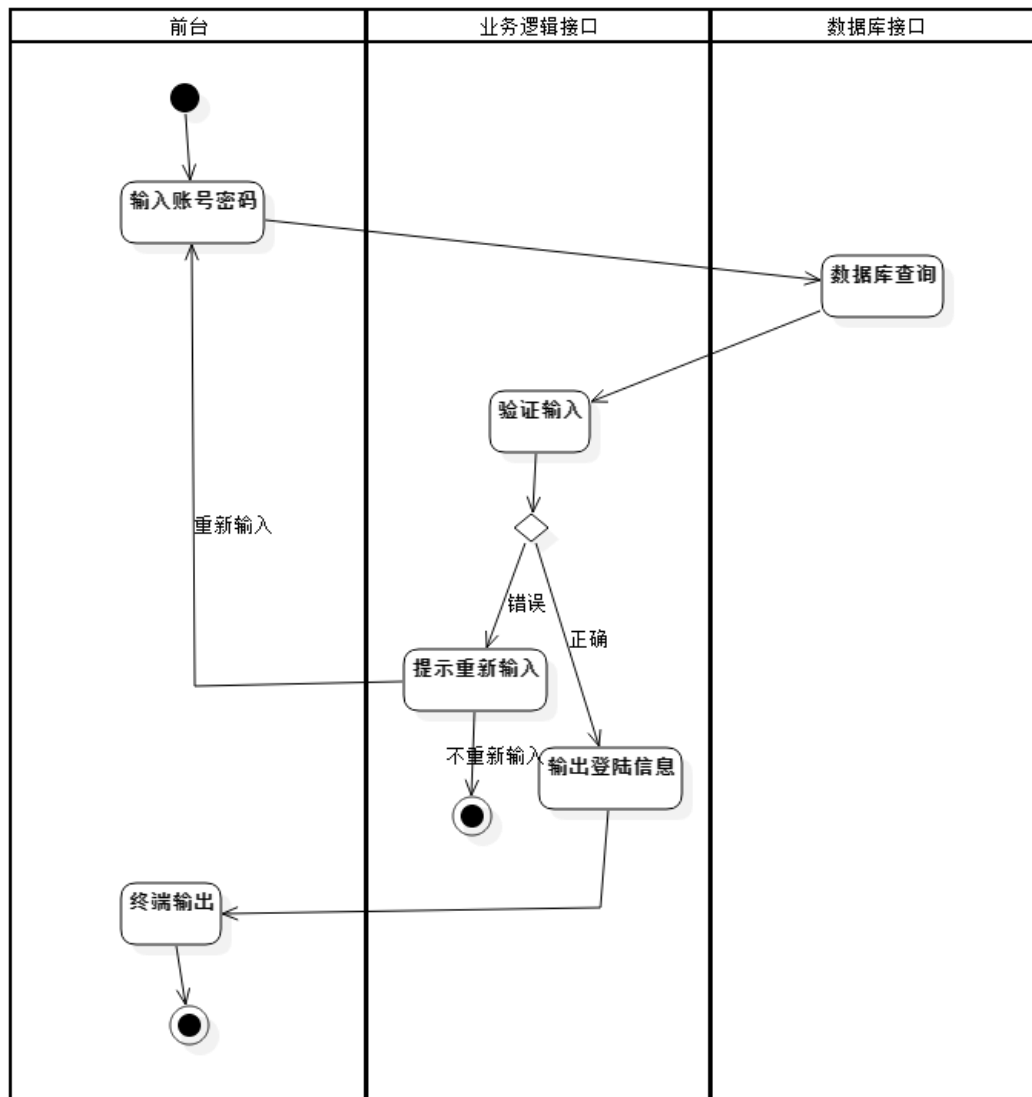 前台
业务逻辑接口
数据库接口
输入账号密码
数据库查询
验证输入
重新输入
错误
正确
提示重新输入
不重新输入
输出登陆信息
终端输出